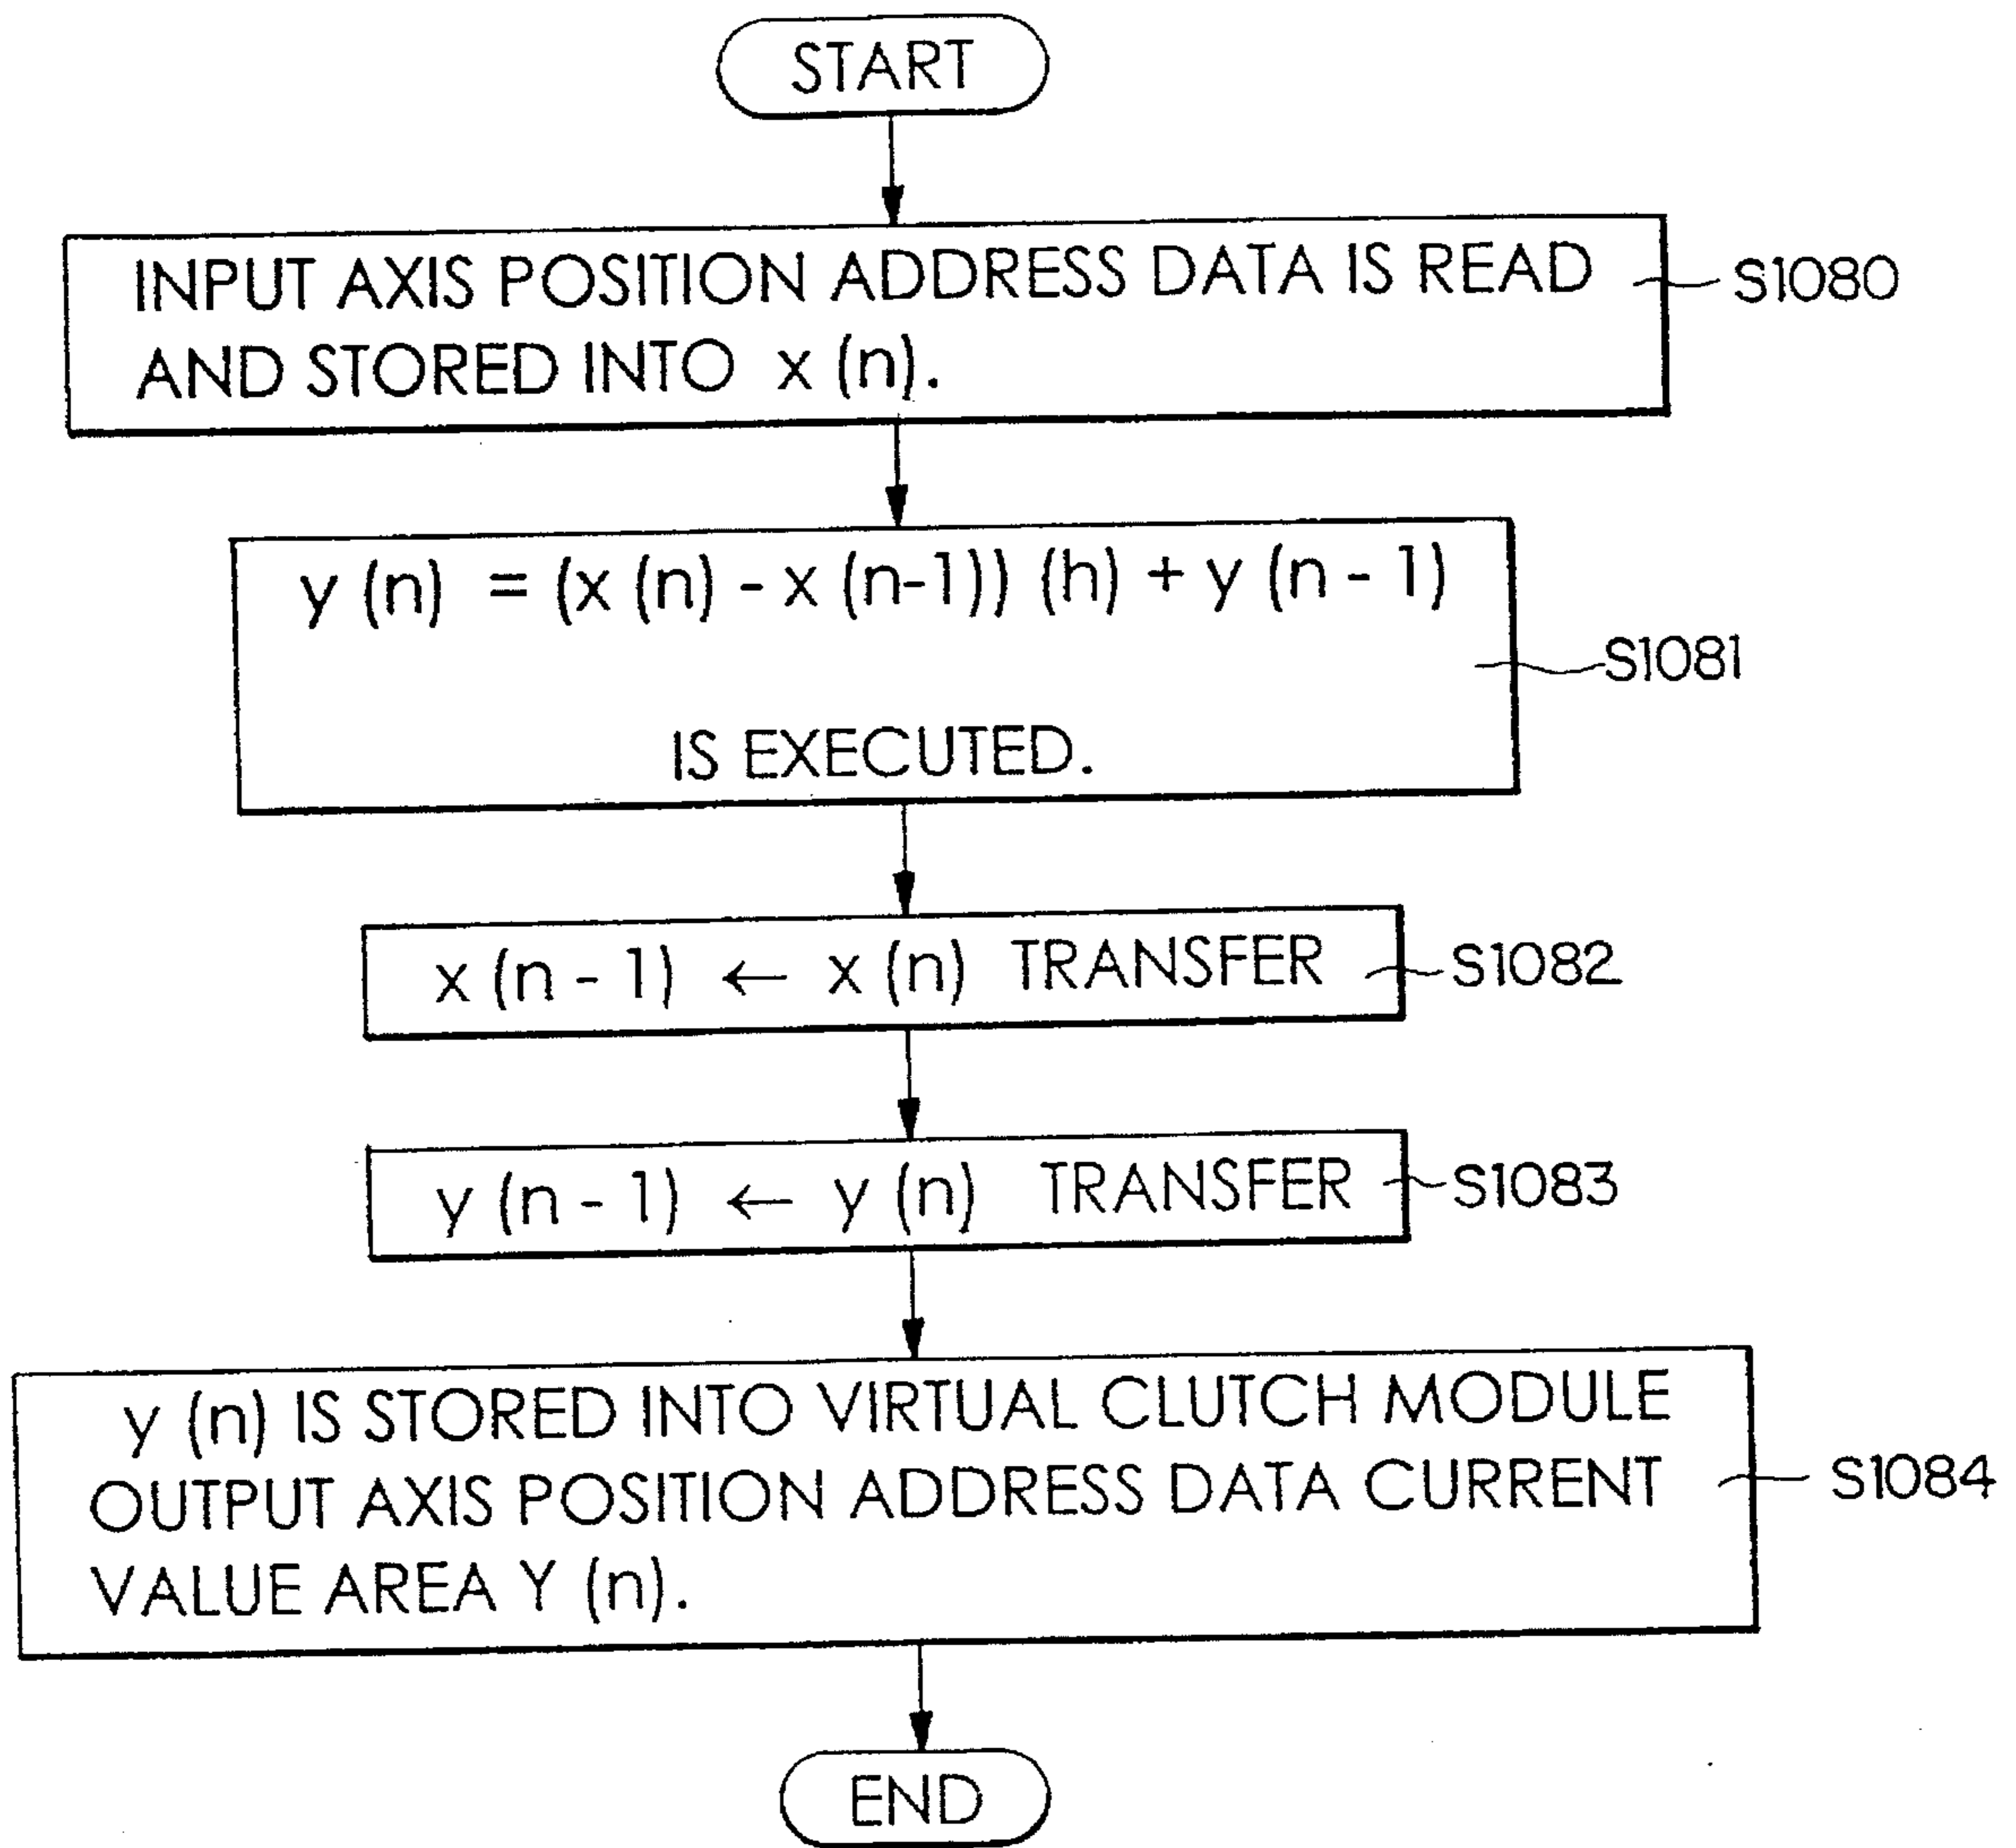 START
INPUT AXIS POSITION ADDRESS DATA IS READ
AND STORED INTO x (n).
S1080
y (n) = (x (n) - x (n-1)) (h) + y (n - 1)
S1081
IS EXECUTED.
x (n - 1) ← x (n) TRANSFER
S1082
y (n - 1) ← y (n) TRANSFER
S1083
y (n) IS STORED INTO VIRTUAL CLUTCH MODULE
OUTPUT AXIS POSITION ADDRESS DATA CURRENT
VALUE AREA Y (n).
S1084
END